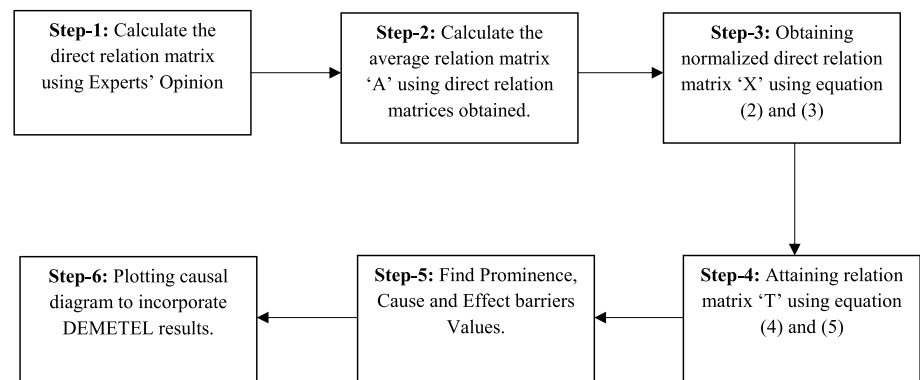 Step-1: Calculate the
direct relation matrix
using Experts’ Opinion
Step-2: Calculate the
average relation matrix
‘A’ using direct relation
matrices obtained.
Step-3: Obtaining
normalized direct relation
matrix ‘X’ using equation
(2) and (3)
Step-4: Attaining relation
matrix ‘T’ using equation
(4) and (5)
Step-5: Find Prominence,
Cause and Effect barriers
Values.
Step-6: Plotting causal
diagram to incorporate
DEMETEL results.